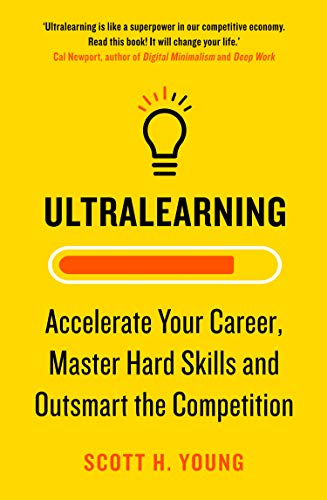 'Ultralearning is like a superpower in our competitive economy.
Read this book! It will change your life.'
Cal Newport, author of Digital Minimalism and Deep Work
ULTRALEARNING
Accelerate Your Career,
Master Hard Skills and
Outsmart the Competition
SCOTT H. YOUNG